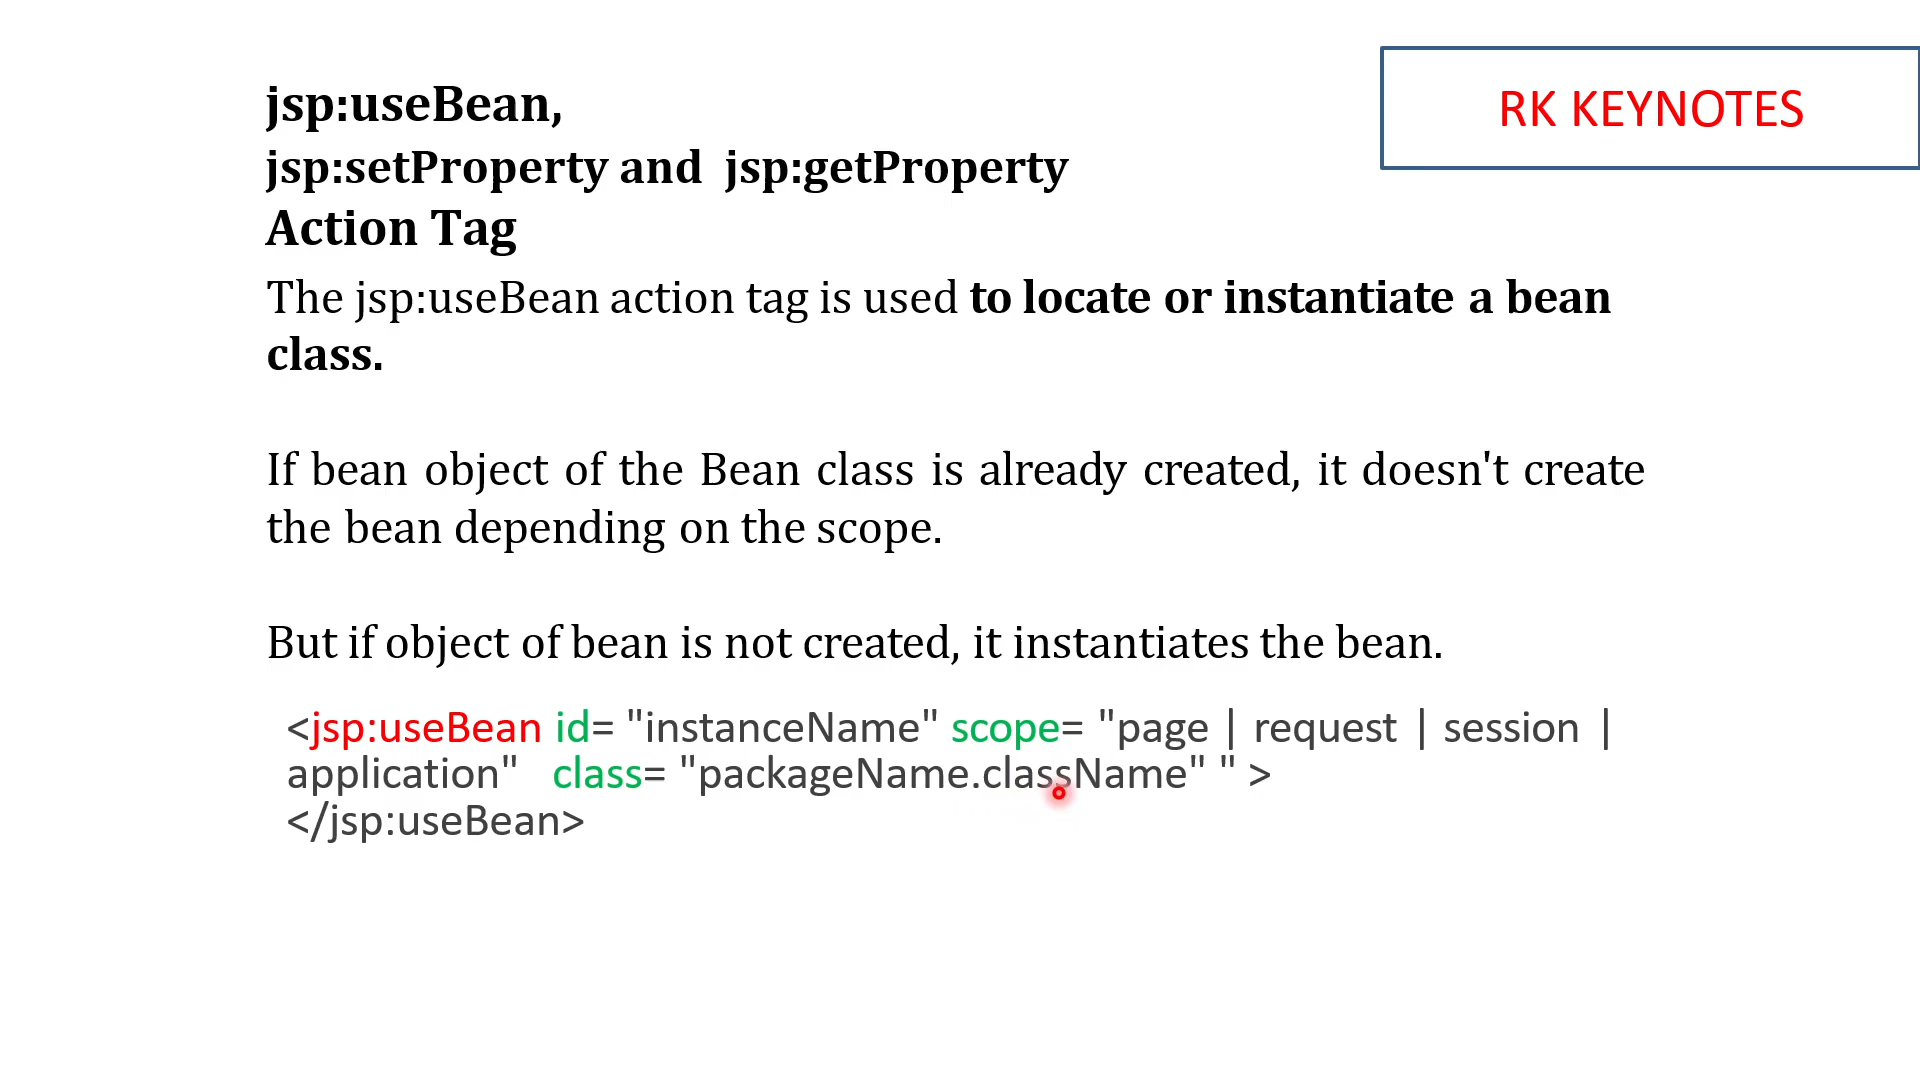 jsp:useBean,
jsp:setProperty and jsp:getProperty
Action Tag
RK KEYNOTES
The jsp:useBean action tag is used to locate or instantiate a bean
class.
If bean object of the Bean class is already created, it doesn't create
the bean depending on the scope.
But if object of bean is not created, it instantiates the bean.
<jsp:useBean id= "instanceName" scope= "page | request | session |
application" class= "packageName.className" " >
</jsp:useBean>